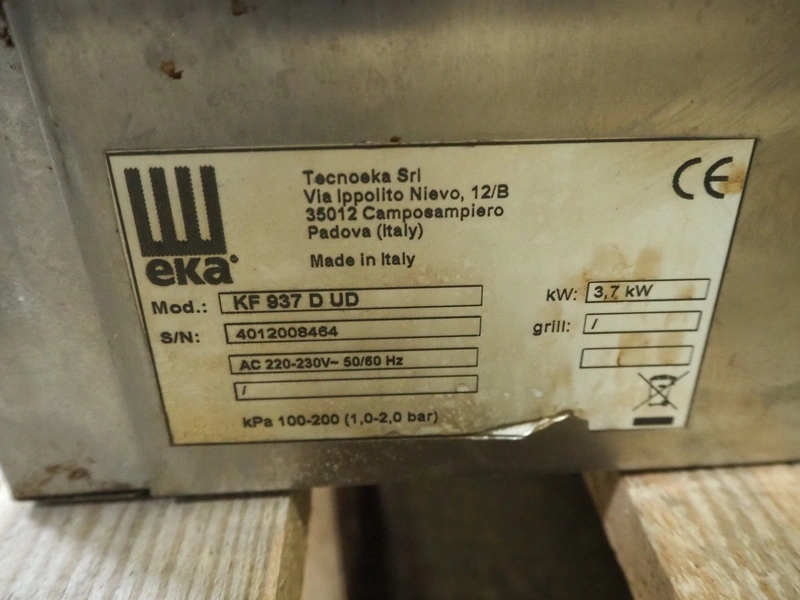 Tecnoeka Srl
Via Ippolito Nievo, 12/B
35012 Camposampiero
Padova (Italy)
Made in Italy
CE
eka
Mod.: KF 937 D UD
kW: 3,7 kW
S/N: 4012008464
grill: /
AC 220-230V~ 50/60 Hz
/
kPa 100-200 (1,0-2,0 bar)